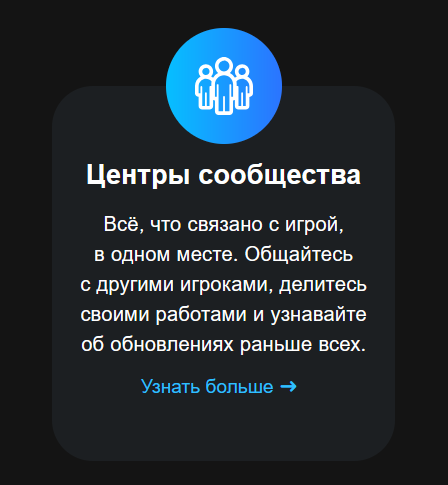 Центры сообщества
Всё, что связано с игрой,
в одном месте. Общайтесь
с другими игроками, делитесь
своими работами и узнавайте
об обновлениях раньше всех.
Узнать больше ➔